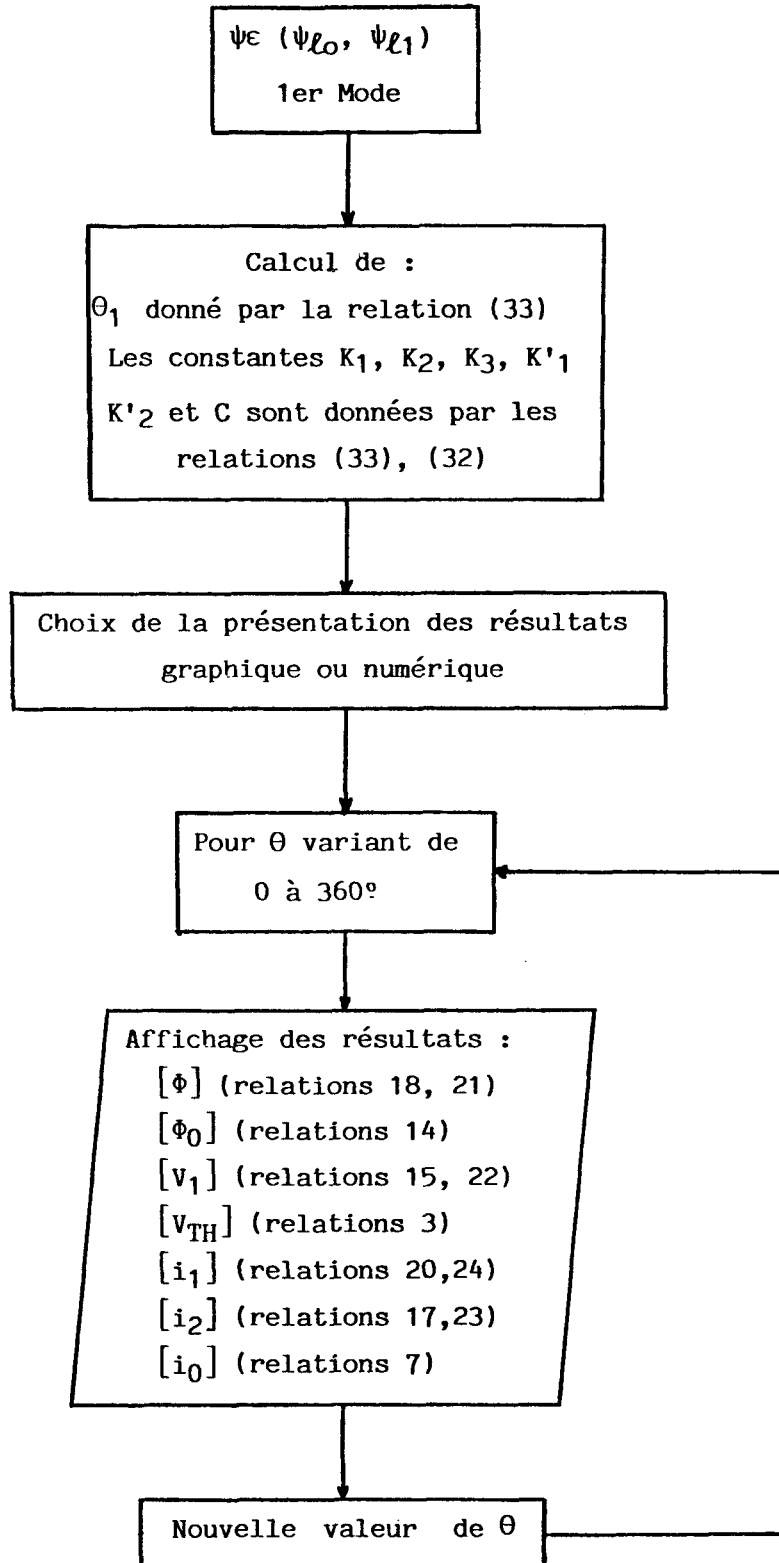 ψϵ (ψℓ₀, ψℓ₁)
1er Mode
Calcul de :
θ₁ donné par la relation (33)
Les constantes K₁, K₂, K₃, K'₁
K'₂ et C sont données par les
relations (33), (32)
Choix de la présentation des résultats
graphique ou numérique
Pour θ variant de
0 à 360º
Affichage des résultats :
[Φ] (relations 18, 21)
[Φ₀] (relations 14)
[V₁] (relations 15, 22)
[V_TH] (relations 3)
[i₁] (relations 20,24)
[i₂] (relations 17,23)
[i₀] (relations 7)
Nouvelle valeur de θ